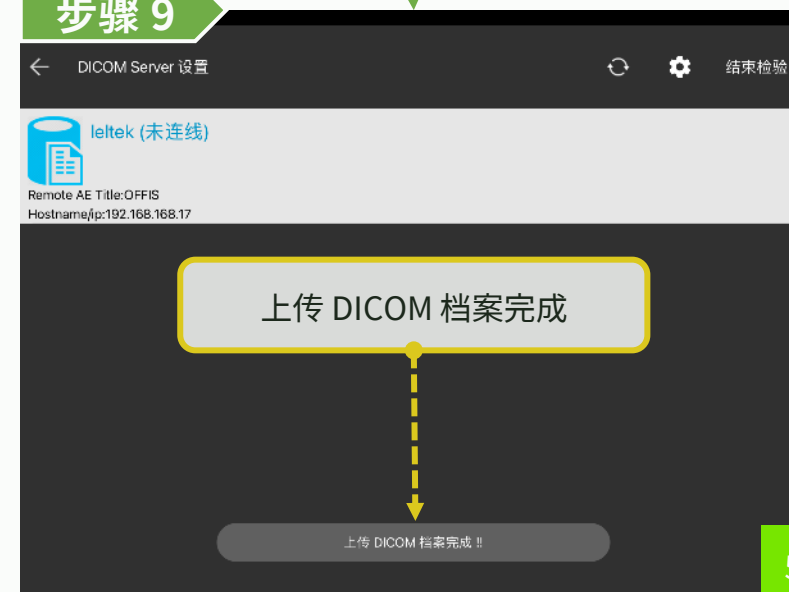 步骤 9
DICOM Server 设置
结束检验
leltek (未连线)
Remote AE Title:OFFIS
Hostname/ip:192.168.168.17
上传 DICOM 档案完成
上传 DICOM 档案完成 !!